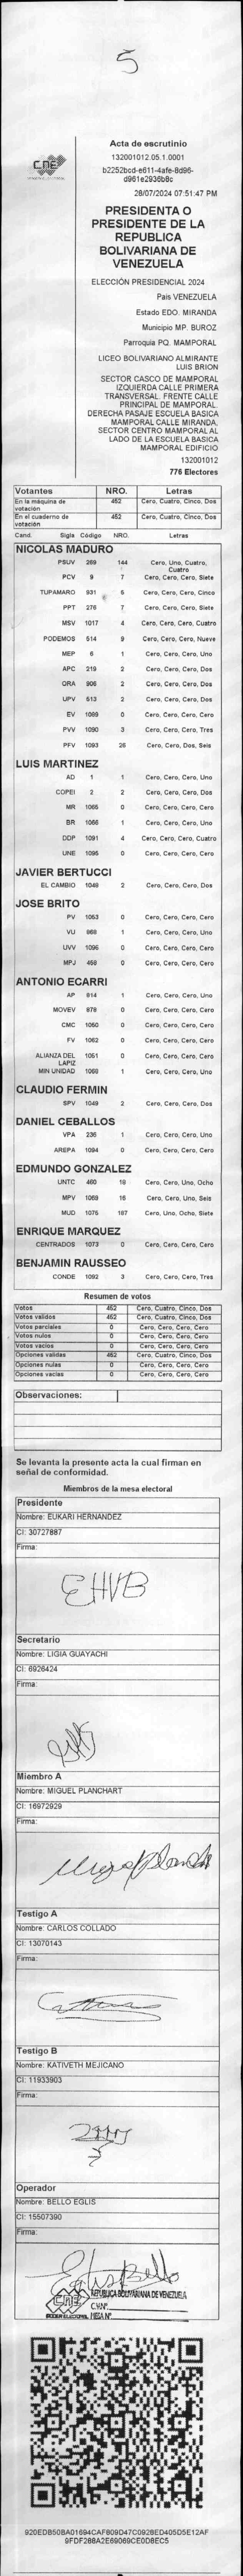 5
CNE
Acta de escrutinio
132001012.05.1.0001
b2252bcd-e611-4afe-8d96-
d961e2936b8c
28/07/2024 07:51:47 PM
PRESIDENTA O
PRESIDENTE DE LA
REPUBLICA
BOLIVARIANA DE
VENEZUELA
ELECCIÓN PRESIDENCIAL 2024
Pais VENEZUELA
Estado EDO. MIRANDA
Municipio MP. BUROZ
Parroquia PQ. MAMPORAL
LICEO BOLIVARIANO ALMIRANTE
LUIS BRION
SECTOR CASCO DE MAMPORAL
IZQUIERDA CALLE PRIMERA
TRANSVERSAL. FRENTE CALLE
PRINCIPAL DE MAMPORAL.
DERECHA PASAJE ESCUELA BASICA
MAMPORAL CALLE MIRANDA,
SECTOR CENTRO MAMPORAL AL
LADO DE LA ESCUELA BASICA
MAMPORAL EDIFICIO
132001012
776 Electores
Votantes NRO. Letras
En la máquina de votación 452 Cero, Cuatro, Cinco, Dos
En el cuaderno de votación 452 Cero, Cuatro, Cinco, Dos
Cand. Sigla Código NRO. Letras
NICOLAS MADURO
PSUV 269 144 Cero, Uno, Cuatro, Cuatro
PCV 9 7 Cero, Cero, Cero, Siete
TUPAMARO 931 5 Cero, Cero, Cero, Cinco
PPT 276 7 Cero, Cero, Cero, Siete
MSV 1017 4 Cero, Cero, Cero, Cuatro
PODEMOS 514 9 Cero, Cero, Cero, Nueve
MEP 6 1 Cero, Cero, Cero, Uno
APC 219 2 Cero, Cero, Cero, Dos
ORA 906 2 Cero, Cero, Cero, Dos
UPV 513 2 Cero, Cero, Cero, Dos
EV 1089 0 Cero, Cero, Cero, Cero
PVV 1090 3 Cero, Cero, Cero, Tres
PFV 1093 26 Cero, Cero, Dos, Seis
LUIS MARTINEZ
AD 1 1 Cero, Cero, Cero, Uno
COPEI 2 2 Cero, Cero, Cero, Dos
MR 1065 0 Cero, Cero, Cero, Cero
BR 1066 1 Cero, Cero, Cero, Uno
DDP 1091 4 Cero, Cero, Cero, Cuatro
UNE 1095 0 Cero, Cero, Cero, Cero
JAVIER BERTUCCI
EL CAMBIO 1048 2 Cero, Cero, Cero, Dos
JOSE BRITO
PV 1053 0 Cero, Cero, Cero, Cero
VU 968 1 Cero, Cero, Cero, Uno
UVV 1096 0 Cero, Cero, Cero, Cero
MPJ 458 0 Cero, Cero, Cero, Cero
ANTONIO ECARRI
AP 814 1 Cero, Cero, Cero, Uno
MOVEV 878 0 Cero, Cero, Cero, Cero
CMC 1050 0 Cero, Cero, Cero, Cero
FV 1062 0 Cero, Cero, Cero, Cero
ALIANZA DEL LAPIZ 1051 0 Cero, Cero, Cero, Cero
MIN UNIDAD 1068 1 Cero, Cero, Cero, Uno
CLAUDIO FERMIN
SPV 1049 2 Cero, Cero, Cero, Dos
DANIEL CEBALLOS
VPA 236 1 Cero, Cero, Cero, Uno
AREPA 1094 0 Cero, Cero, Cero, Cero
EDMUNDO GONZALEZ
UNTC 460 18 Cero, Cero, Uno, Ocho
MPV 1069 16 Cero, Cero, Uno, Seis
MUD 1075 187 Cero, Uno, Ocho, Siete
ENRIQUE MARQUEZ
CENTRADOS 1073 0 Cero, Cero, Cero, Cero
BENJAMIN RAUSSEO
CONDE 1092 3 Cero, Cero, Cero, Tres
Resumen de votos
Votos 452 Cero, Cuatro, Cinco, Dos
Votos validos 452 Cero, Cuatro, Cinco, Dos
Votos parciales 0 Cero, Cero, Cero, Cero
Votos nulos 0 Cero, Cero, Cero, Cero
Votos vacios 0 Cero, Cero, Cero, Cero
Opciones validas 452 Cero, Cuatro, Cinco, Dos
Opciones nulas 0 Cero, Cero, Cero, Cero
Opciones vacias 0 Cero, Cero, Cero, Cero
Observaciones:
Se levanta la presente acta la cual firman en
señal de conformidad.
Miembros de la mesa electoral
Presidente
Nombre: EUKARI HERNANDEZ
CI: 30727887
Firma:
EHVB
Secretario
Nombre: LIGIA GUAYACHI
CI: 6926424
Firma:
Miembro A
Nombre: MIGUEL PLANCHART
CI: 16972929
Firma:
Testigo A
Nombre: CARLOS COLLADO
CI: 13070143
Firma:
Testigo B
Nombre: KATIVETH MEJICANO
CI: 11933903
Firma:
Operador
Nombre: BELLO EGLIS
CI: 15507390
Firma:
Eglis Bello
REPUBLICA BOLIVARIANA DE VENEZUELA
CNE
C.V.Nº
PODER ELECTORAL MESA Nº
920EDB50BA01694CAF809D47C0928ED405D5E12AF
9FDF288A2E69069CE0D8EC5